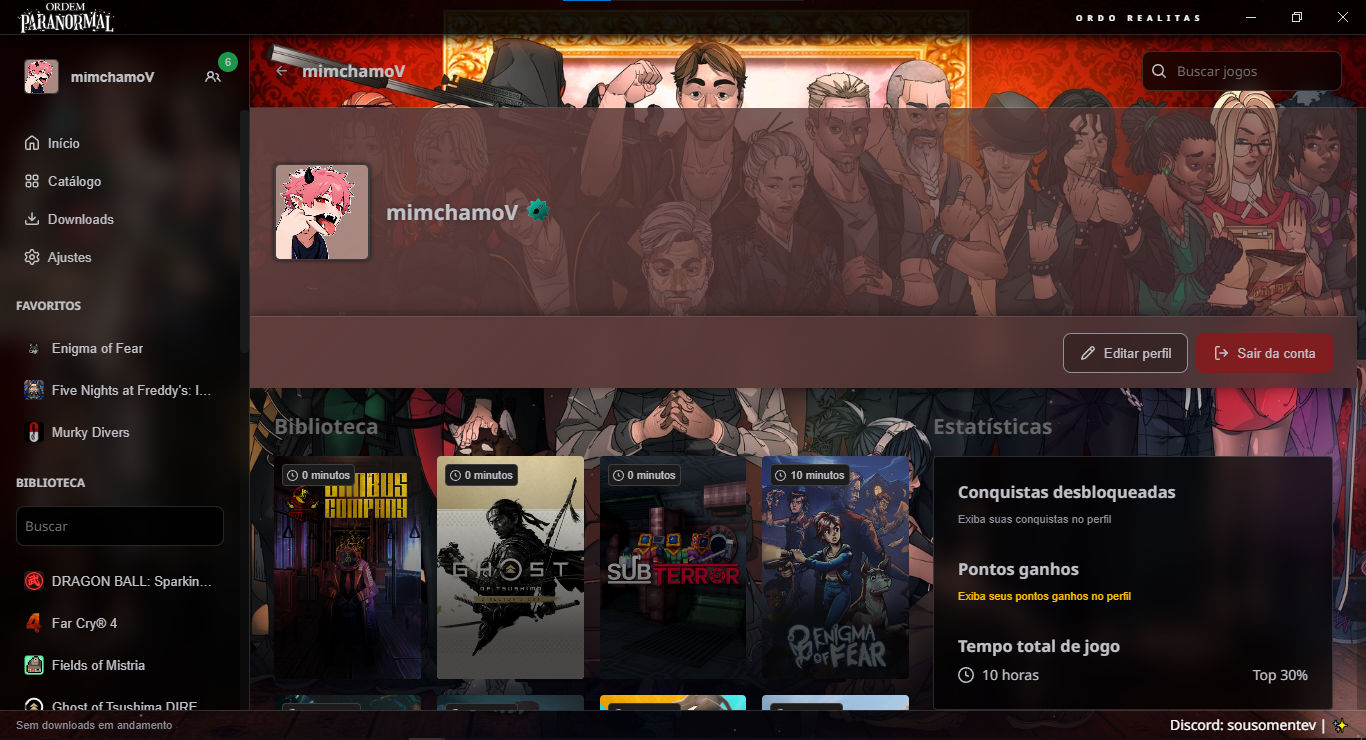 ORDEM
PARANORMAL
ORDO REALITAS
mimchamoV
6
mimchamoV
Buscar jogos
Início
Catálogo
Downloads
Ajustes
mimchamoV
FAVORITOS
Enigma of Fear
Five Nights at Freddy's: I...
Murky Divers
Editar perfil
Sair da conta
BIBLIOTECA
Buscar
DRAGON BALL: Sparkin...
Far Cry® 4
Fields of Mistria
Ghost of Tsushima DIRE
Biblioteca
0 minutos
0 minutos
0 minutos
10 minutos
COMPANY
GHOST
OF TSUSHIMA
SUB TERROR
ENIGMA
OF FEAR
Estatísticas
Conquistas desbloqueadas
Exiba suas conquistas no perfil
Pontos ganhos
Exiba seus pontos ganhos no perfil
Tempo total de jogo
10 horas
Top 30%
Sem downloads em andamento
Discord: sousomentev | ✨